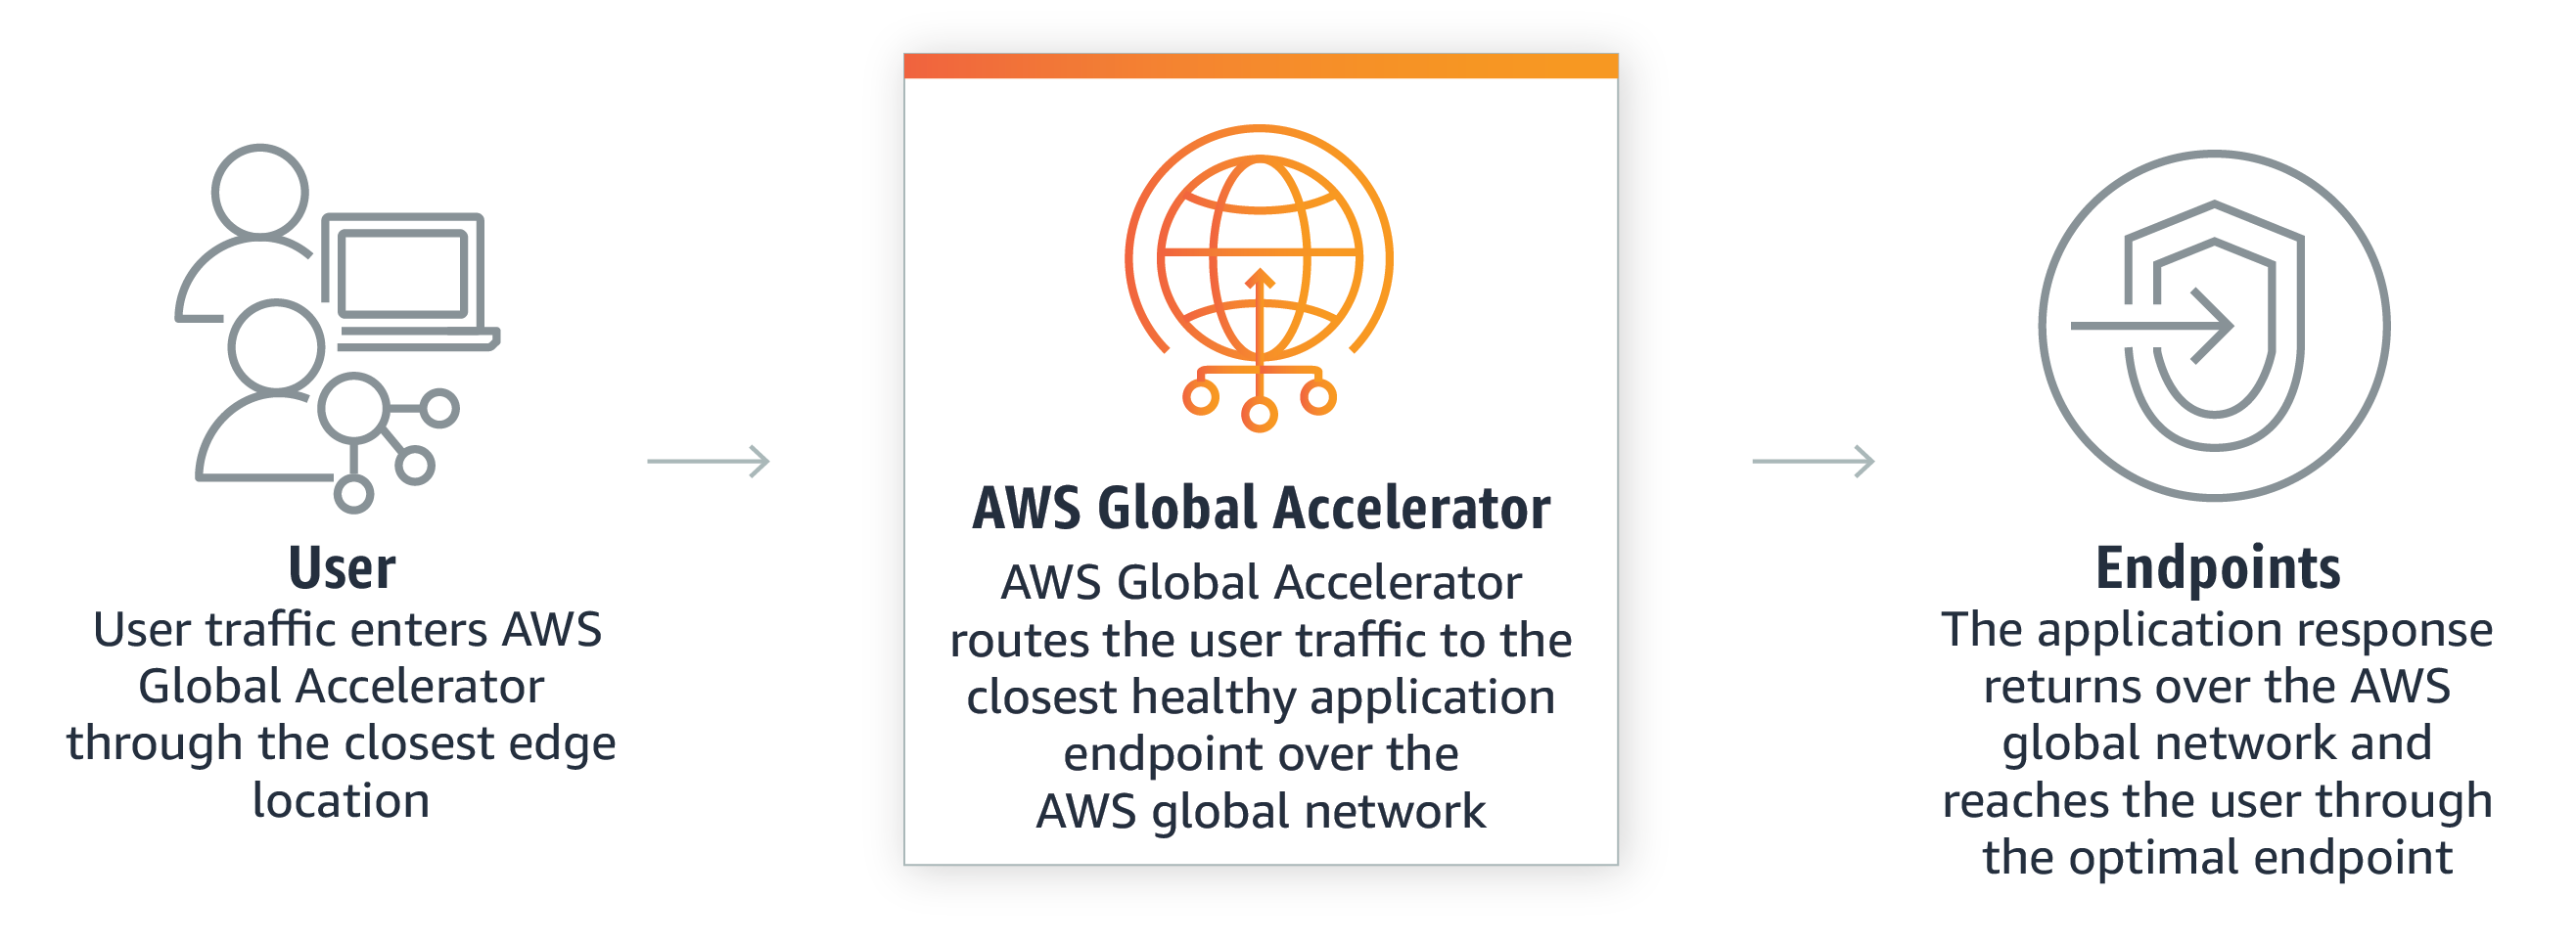 User
User traffic enters AWS
Global Accelerator
through the closest edge
location
AWS Global Accelerator
AWS Global Accelerator
routes the user traffic to the
closest healthy application
endpoint over the
AWS global network
Endpoints
The application response
returns over the AWS
global network and
reaches the user through
the optimal endpoint